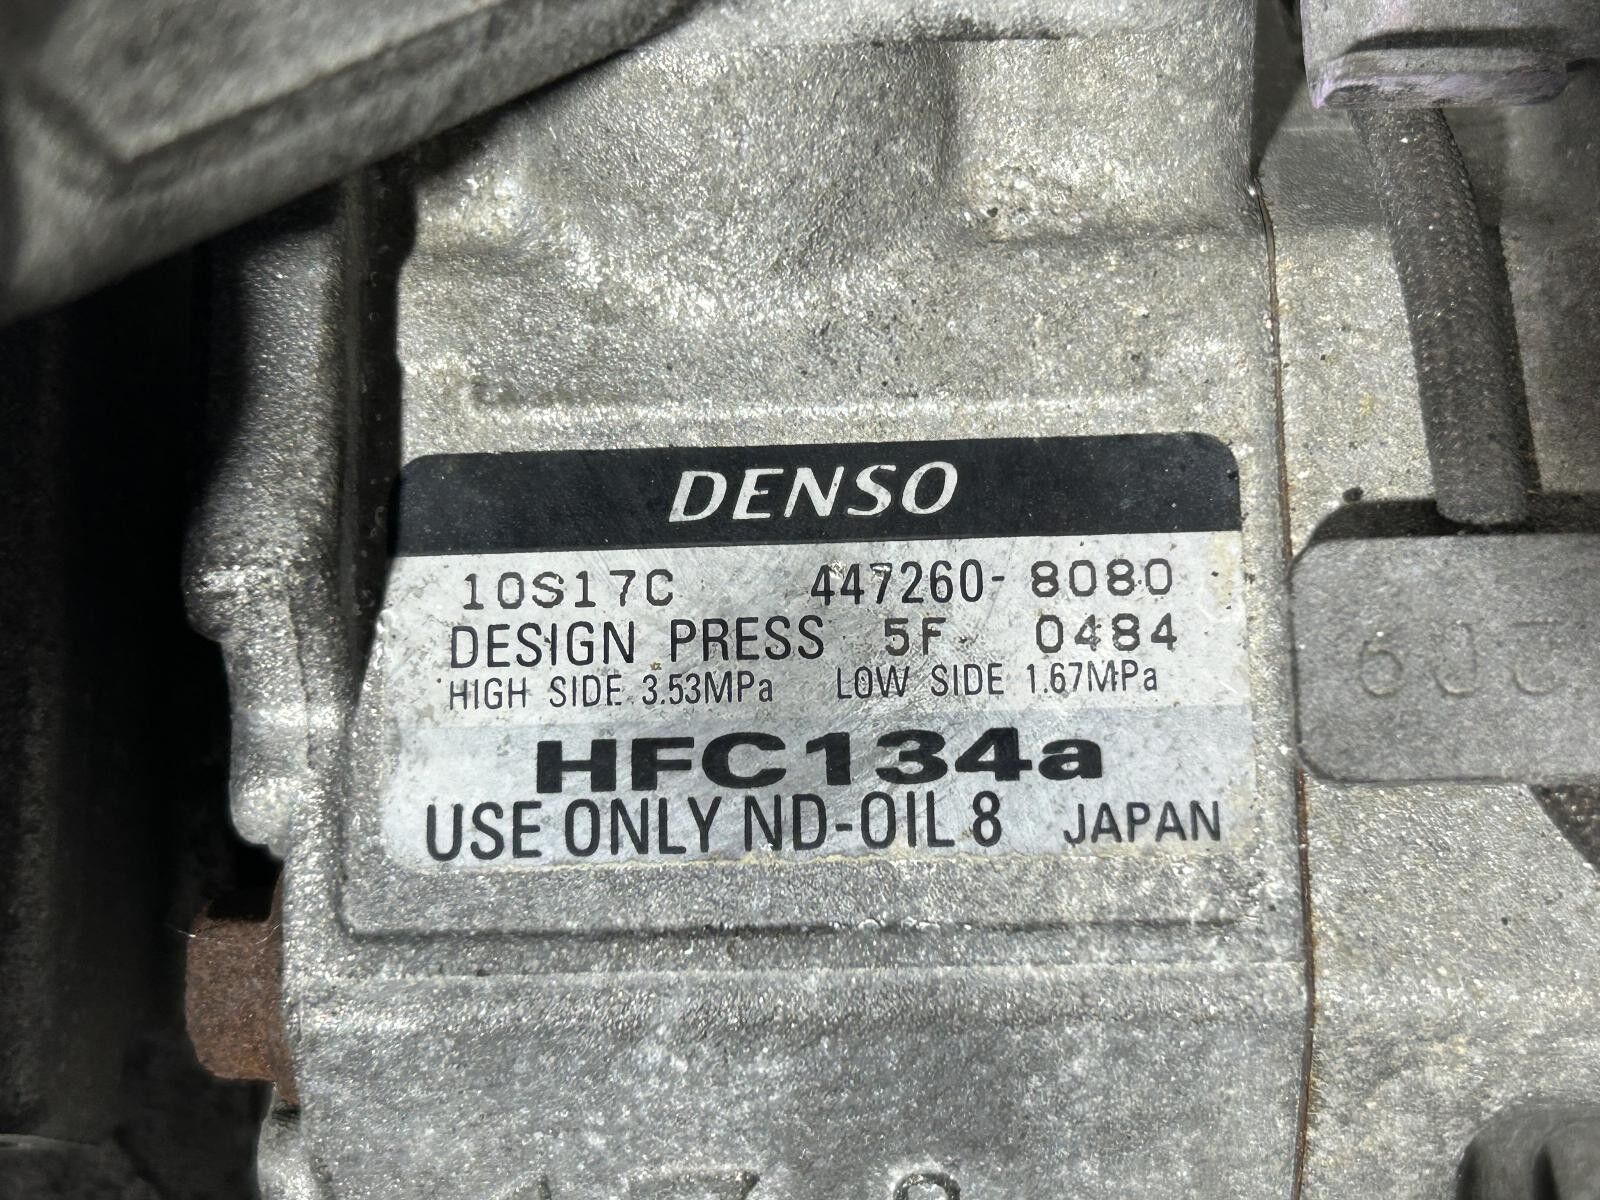 DENSO
10S17C 447260-8080
DESIGN PRESS 5F 0484
HIGH SIDE 3.53MPa LOW SIDE 1.67MPa
HFC134a
USE ONLY ND-OIL 8 JAPAN